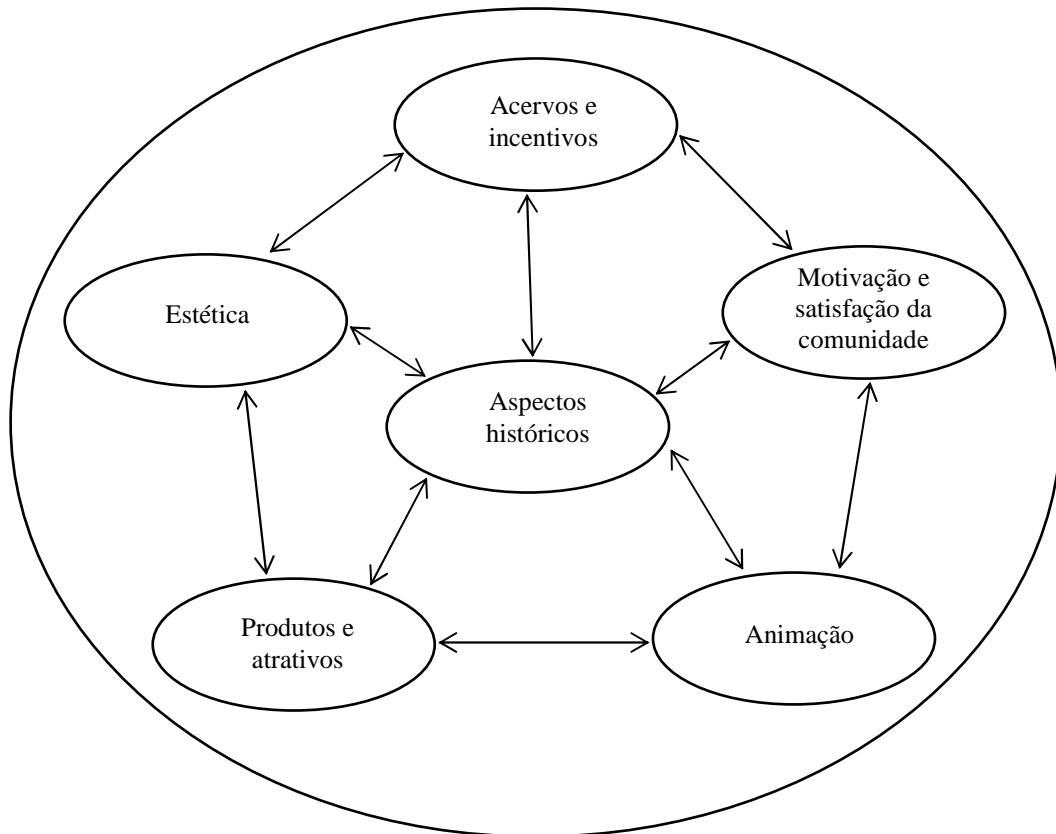 Acervos e
incentivos
Estética
Motivação e
satisfação da
comunidade
Aspectos
históricos
Produtos e
atrativos
Animação